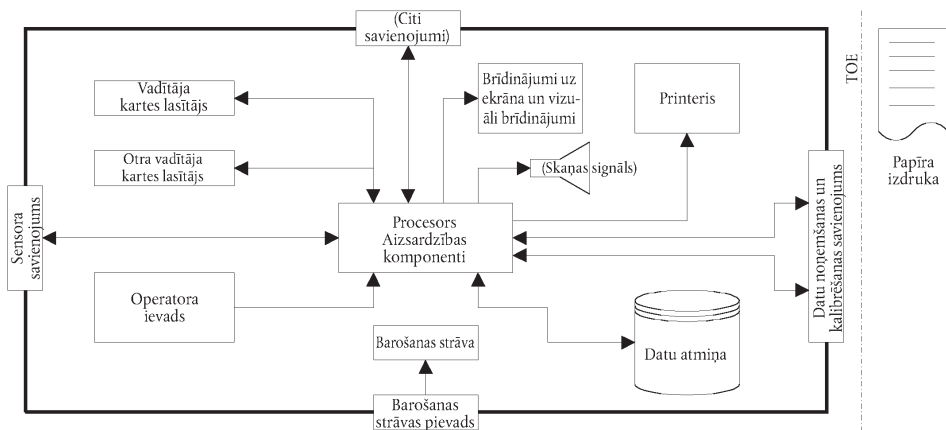 (Citi
savienojumi)
Vadītāja
kartes lasītājs
Brīdinājumi uz
ekrāna un vizu-
āli brīdinājumi
Printeris
TOE
Papīra
izdruka
Otra vadītāja
kartes lasītājs
(Skaņas signāls)
Sensora
savienojums
Procesors
Aizsardzības
komponenti
Datu noņemšanas un
kalibrēšanas savienojums
Operatora
ievads
Barošanas strāva
Datu atmiņa
Barošanas
strāvas pievads